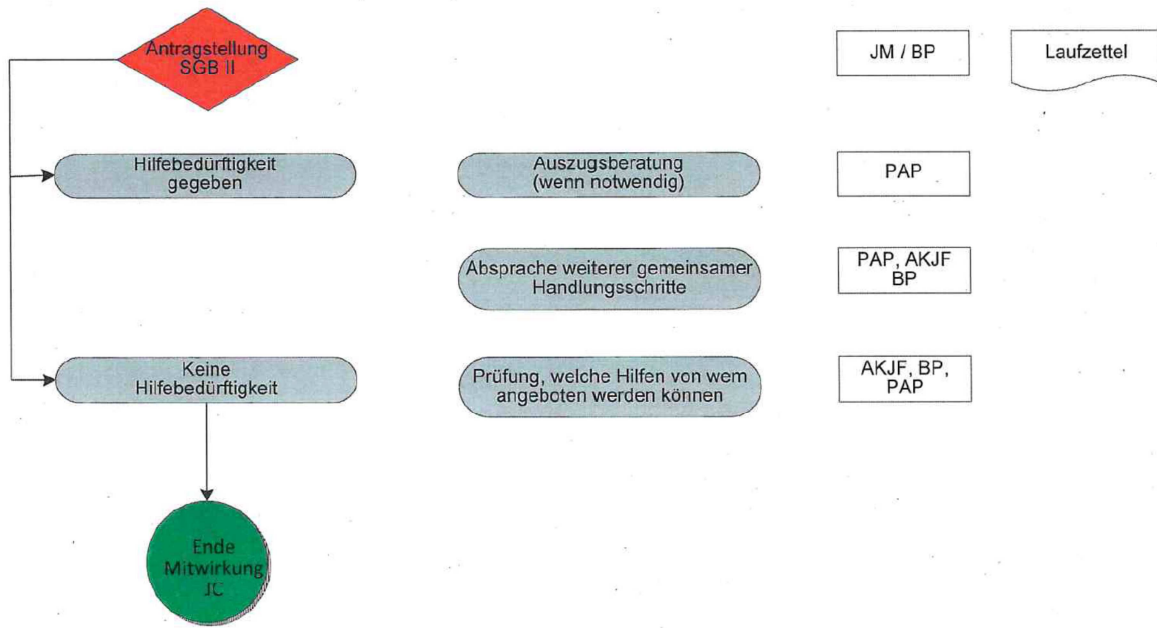 Antragstellung
SGB II
JM / BP
Laufzettel
Hilfebedürftigkeit
gegeben
Auszugsberatung
(wenn notwendig)
PAP
Absprache weiterer gemeinsamer
Handlungsschritte
PAP, AKJF
BP
Keine
Hilfebedürftigkeit
Prüfung, welche Hilfen von wem
angeboten werden können
AKJF, BP,
PAP
Ende
Mitwirkung
JC